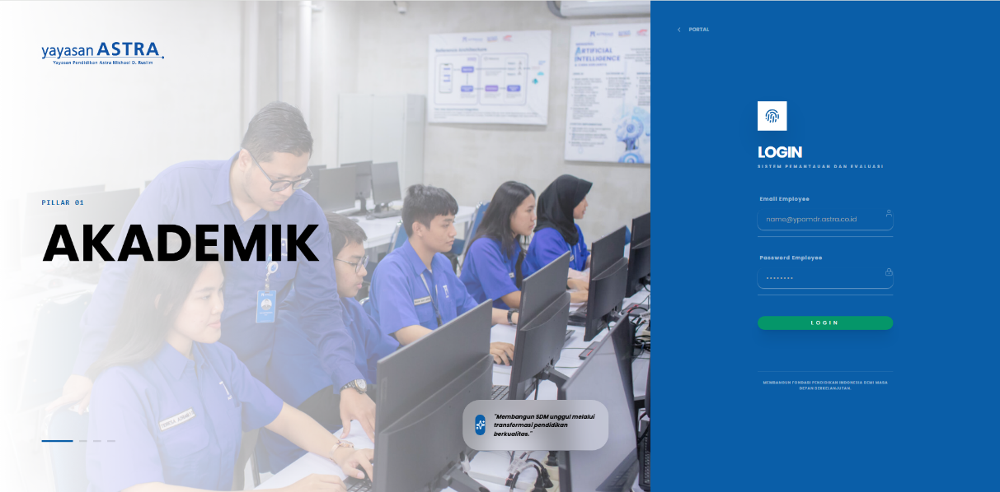 yayasan ASTRA
Yayasan Pendidikan Astra Michael D. Ruslim
ARTIFICIAL
INTELLIGENCE
PILLAR 01
AKADEMIK
"Membangun SDM unggul melalui
transformasi pendidikan
berkualitas."
PORTAL
LOGIN
SISTEM PEMANTAUAN DAN EVALUASI
Email Employee
name@ypamdr.astra.co.id
Password Employee
LOGIN
MEMBANGUN FONDASI PENDIDIKAN INDONESIA DEMI MASA
DEPAN BERKELANJUTAN.